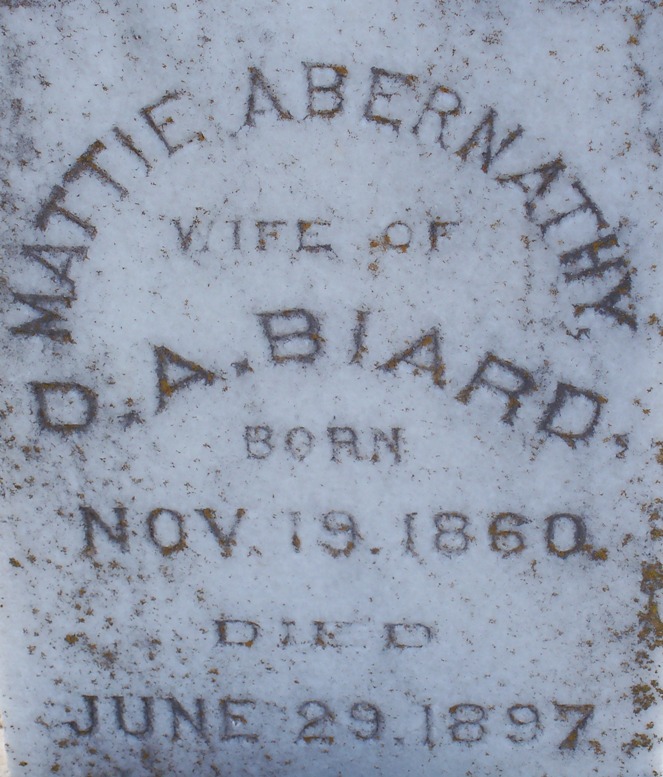 MATTIE ABERNATHY,
WIFE OF
D.A.BIARD,
BORN
NOV. 19.1860.
DIED
JUNE 29.1897